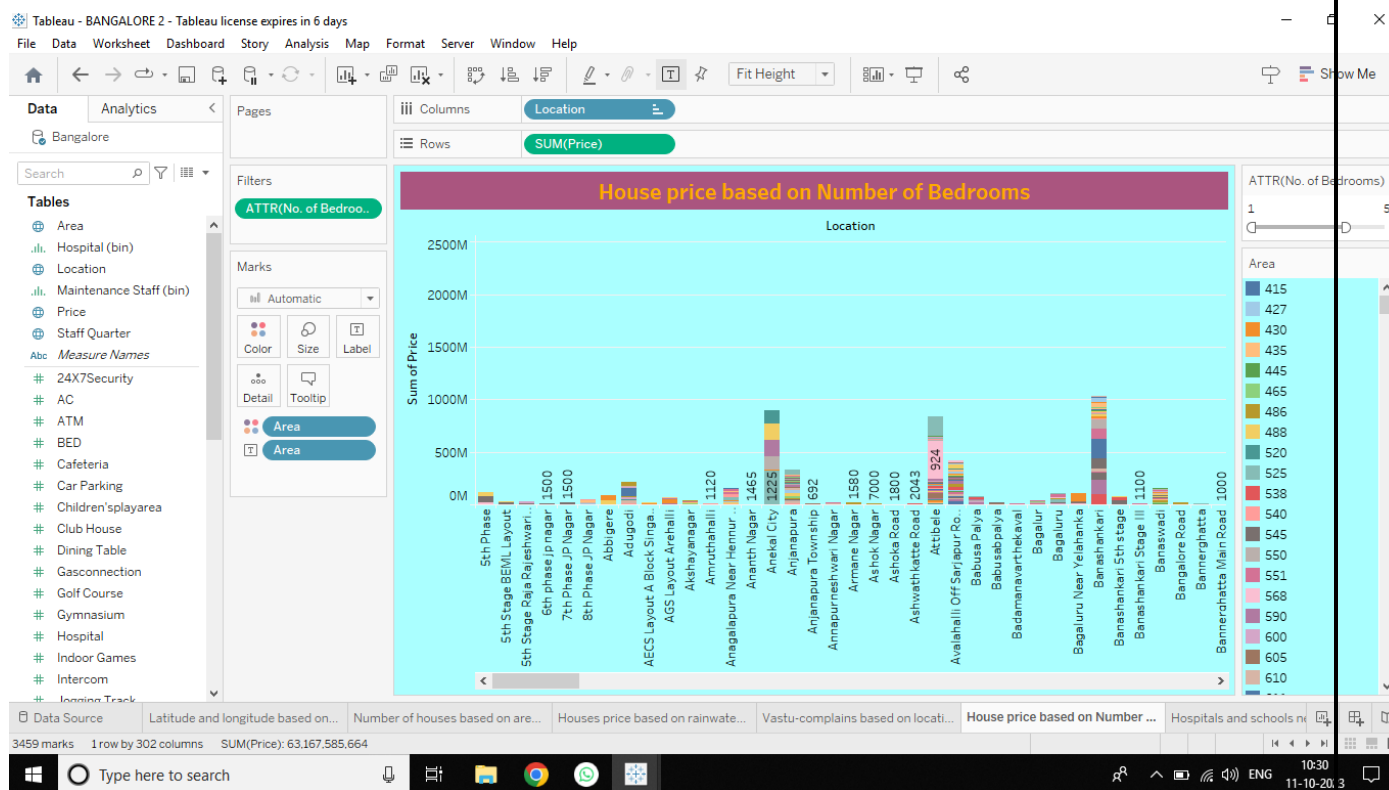 Tableau - BANGALORE 2 - Tableau license expires in 6 days
File Data Worksheet Dashboard Story Analysis Map Format Server Window Help
Fit Height
Show Me
Data Analytics
Bangalore
Search
Tables
Area
Hospital (bin)
Location
Maintenance Staff (bin)
Price
Staff Quarter
Abc Measure Names
# 24X7Security
# AC
# ATM
# BED
# Cafeteria
# Car Parking
# Children'splayarea
# Club House
# Dining Table
# Gasconnection
# Golf Course
# Gymnasium
# Hospital
# Indoor Games
# Intercom
# Jogging Track
Pages
Filters
ATTR(No. of Bedroo..
Marks
Automatic
Color Size Label
Detail Tooltip
Area
T Area
Columns Location
Rows SUM(Price)
House price based on Number of Bedrooms
Location
Sum of Price
2500M
2000M
1500M
1000M
500M
0M
1500
1500
1120
1465
1225
692
1580
7000
1800
2043
924
1100
1000
5th Phase
5th Stage BEML Layout
5th Stage Raja Rajeshwari ..
6th phase jp nagar
7th Phase JP Nagar
8th Phase JP Nagar
Abbigere
Adugodi
AECS Layout A Block Singa..
AGS Layout Arehalli
Akshayanagar
Amruthahalli
Anagalapura Near Hennur ..
Ananth Nagar
Anekal City
Anjanapura
Anjanapura Township
Annapurneshwari Nagar
Armane Nagar
Ashok Nagar
Ashoka Road
Ashwathkatte Road
Attibele
Avalahalli Off Sarjapur Ro..
Babusa Palya
Babusabpalya
Badamanavarthekaval
Bagalur
Bagaluru
Bagaluru Near Yelahanka
Banashankari
Banashankari 5th stage
Banashankari Stage III
Banaswadi
Bangalore Road
Bannerghatta
Bannerghatta Main Road
ATTR(No. of Bedrooms)
1 5
Area
415
427
430
435
445
465
486
488
520
525
538
540
545
550
551
568
590
600
605
610
Data Source Latitude and longitude based on... Number of houses based on are... Houses price based on rainwate... Vastu-complains based on locati... House price based on Number ... Hospitals and schools
3459 marks 1 row by 302 columns SUM(Price): 63,167,585,664
Type here to search
ENG
10:30
11-10-2023